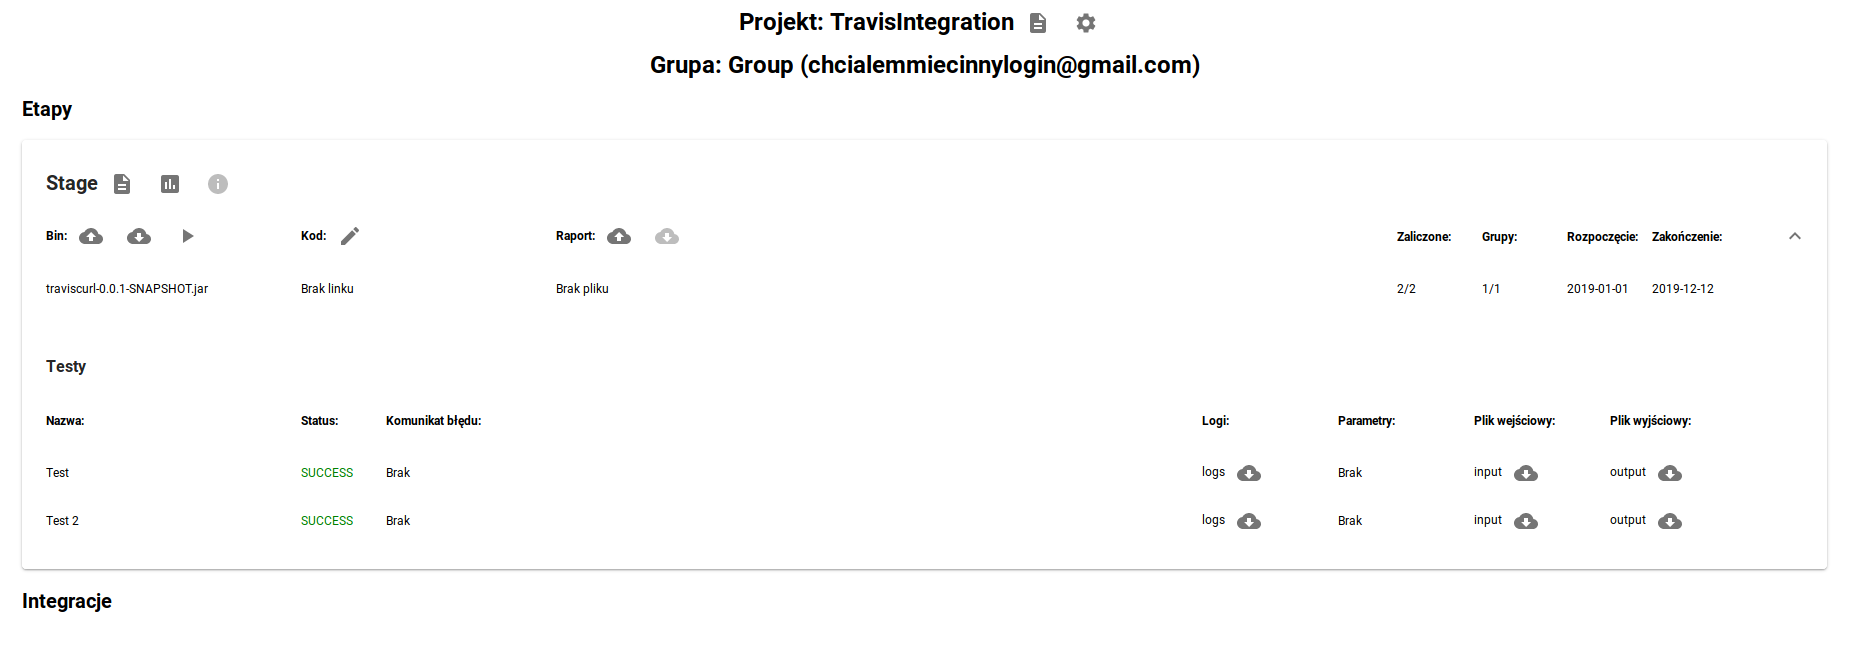 Projekt: TravisIntegration
Grupa: Group (chcialemmiecinnylogin@gmail.com)
Etapy
Stage
Bin: Kod: Raport: Zaliczone: Grupy: Rozpoczęcie: Zakończenie:
traviscurl-0.0.1-SNAPSHOT.jar Brak linku Brak pliku 2/2 1/1 2019-01-01 2019-12-12
Testy
Nazwa: Status: Komunikat błędu: Logi: Parametry: Plik wejściowy: Plik wyjściowy:
Test SUCCESS Brak logs Brak input output
Test 2 SUCCESS Brak logs Brak input output
Integracje